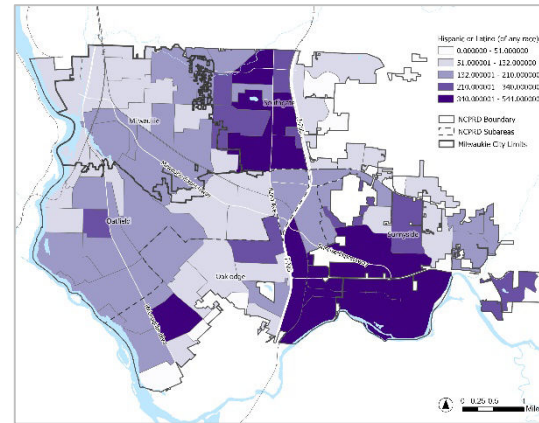 Hispanic or Latino (of any race)
0.000000 - 51.000000
51.000001 - 132.000000
132.000001 - 210.000000
210.000001 - 340.000000
340.000001 - 541.000000
NCPRD Boundary
NCPRD Subareas
Milwaukie City Limits
Milwaukie
Oatfield
Sunnyside
0 0.25 0.5 1
Mile